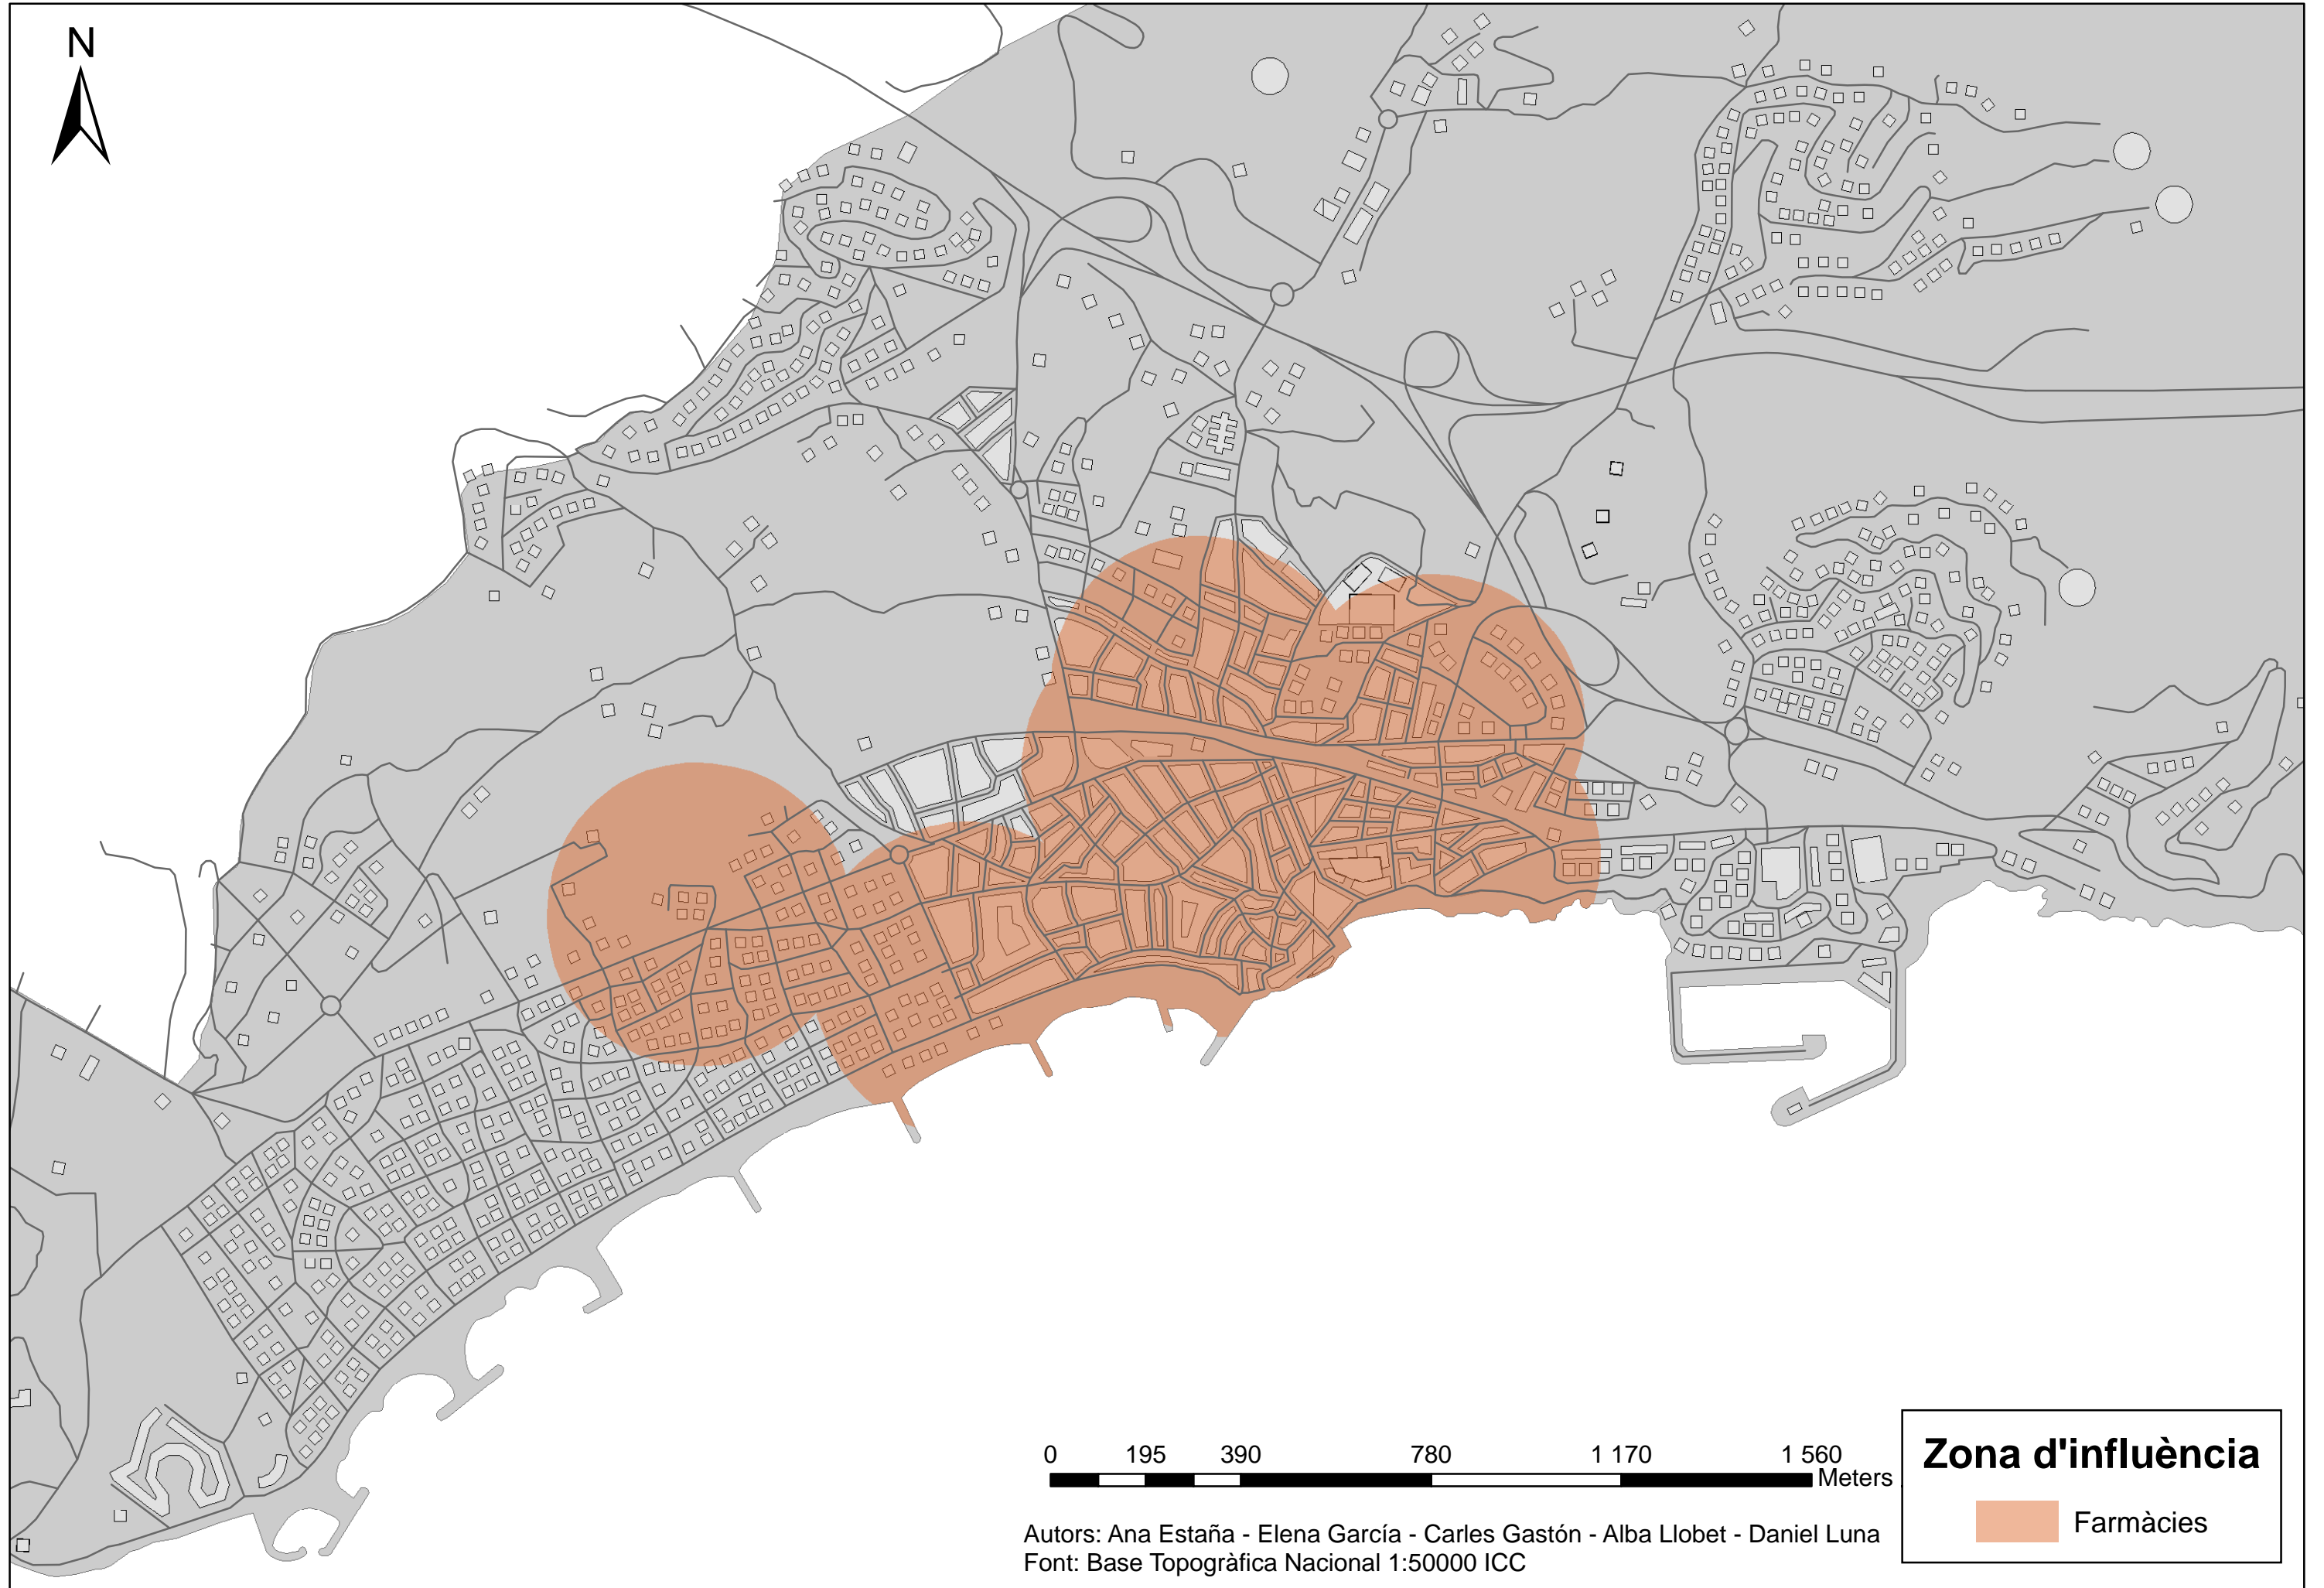 N
0 195 390 780 1 170 1 560
Meters
Autors: Ana Estaña - Elena García - Carles Gastón - Alba Llobet - Daniel Luna
Font: Base Topogràfica Nacional 1:50000 ICC
Zona d'influència
Farmàcies